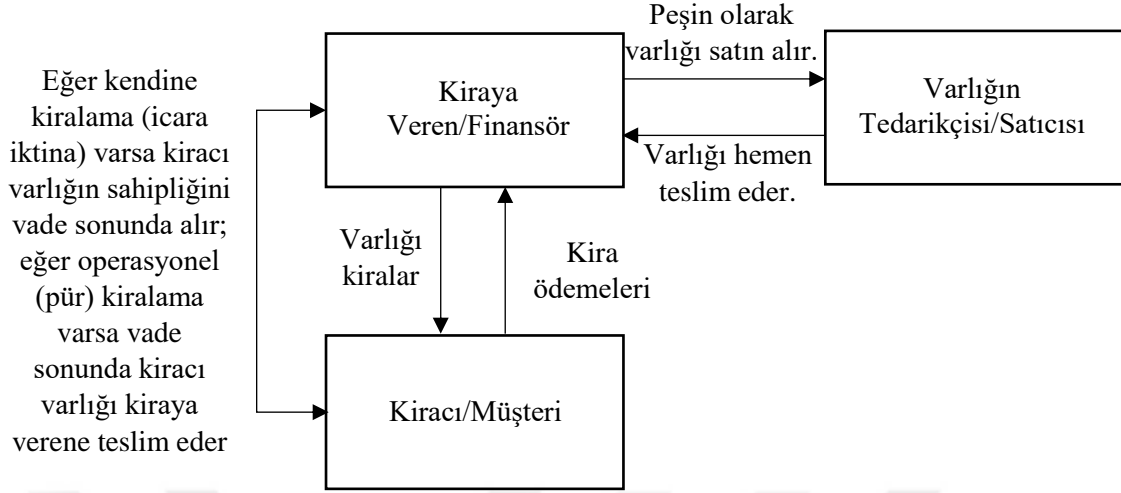 Peşin olarak
varlığı satın alır.
Eğer kendine
kiralama (icara
iktina) varsa kiracı
varlığın sahipliğini
vade sonunda alır;
eğer operasyonel
(pür) kiralama
varsa vade
sonunda kiracı
varlığı kiraya
verene teslim eder
Kiraya
Veren/Finansör
Varlığın
Tedarikçisi/Satıcısı
Varlığı hemen
teslim eder.
Varlığı
kiralar
Kira
ödemeleri
Kiracı/Müşteri